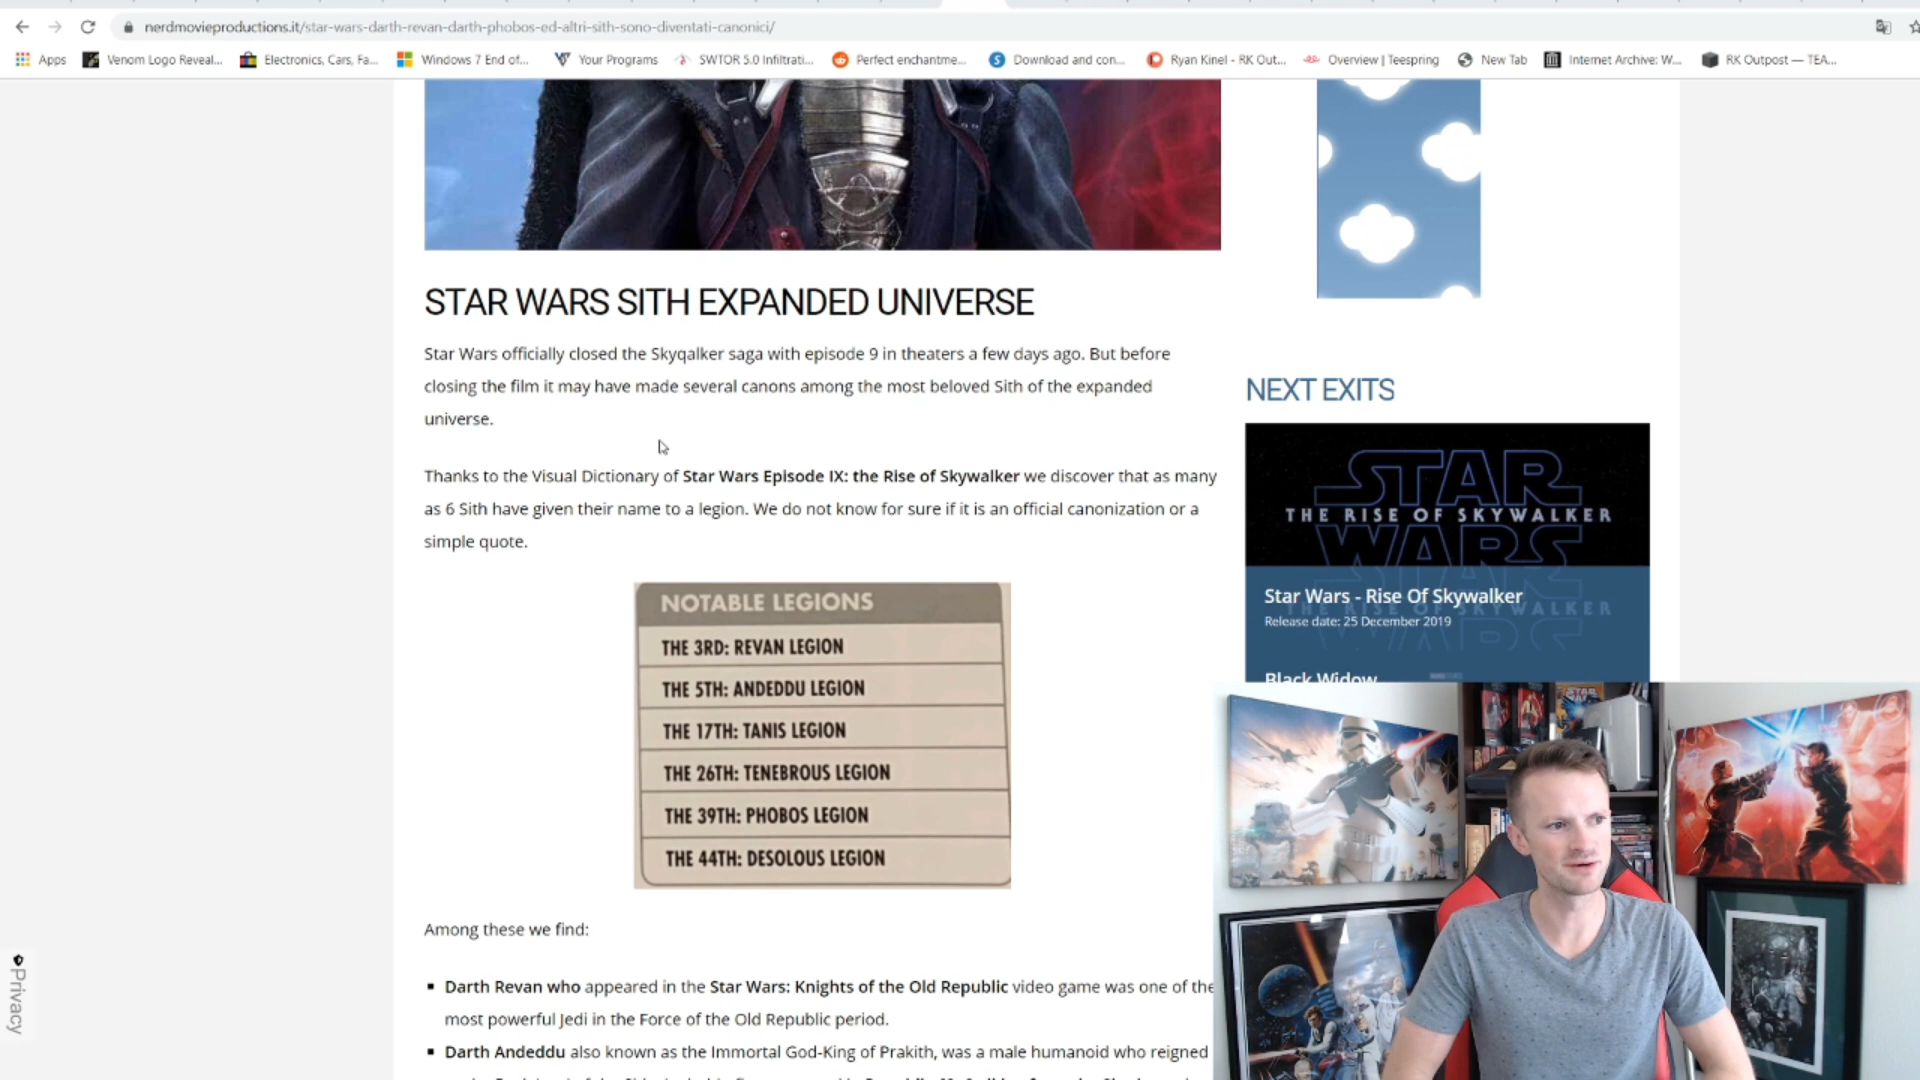 nerdmovieproductions.it/star-wars-darth-revan-darth-phobos-ed-altri-sith-sono-diventati-canonici/
Apps Venom Logo Reveal... Electronics, Cars, Fa... Windows 7 End of... Your Programs SWTOR 5.0 Infiltrati... Perfect enchantme... Download and con... Ryan Kinel - RK Out... Overview | Teespring New Tab Internet Archive: W... RK Outpost — TEA...
STAR WARS SITH EXPANDED UNIVERSE
Star Wars officially closed the Skyqalker saga with episode 9 in theaters a few days ago. But before
closing the film it may have made several canons among the most beloved Sith of the expanded
universe.
Thanks to the Visual Dictionary of Star Wars Episode IX: the Rise of Skywalker we discover that as many
as 6 Sith have given their name to a legion. We do not know for sure if it is an official canonization or a
simple quote.
NOTABLE LEGIONS
THE 3RD: REVAN LEGION
THE 5TH: ANDEDDU LEGION
THE 17TH: TANIS LEGION
THE 26TH: TENEBROUS LEGION
THE 39TH: PHOBOS LEGION
THE 44TH: DESOLOUS LEGION
Among these we find:
▪ Darth Revan who appeared in the Star Wars: Knights of the Old Republic video game was one of the
most powerful Jedi in the Force of the Old Republic period.
▪ Darth Andeddu also known as the Immortal God-King of Prakith, was a male humanoid who reigned
NEXT EXITS
STAR
THE RISE OF SKYWALKER
WARS
Star Wars - Rise Of Skywalker
Release date: 25 December 2019
Black Widow
Privacy